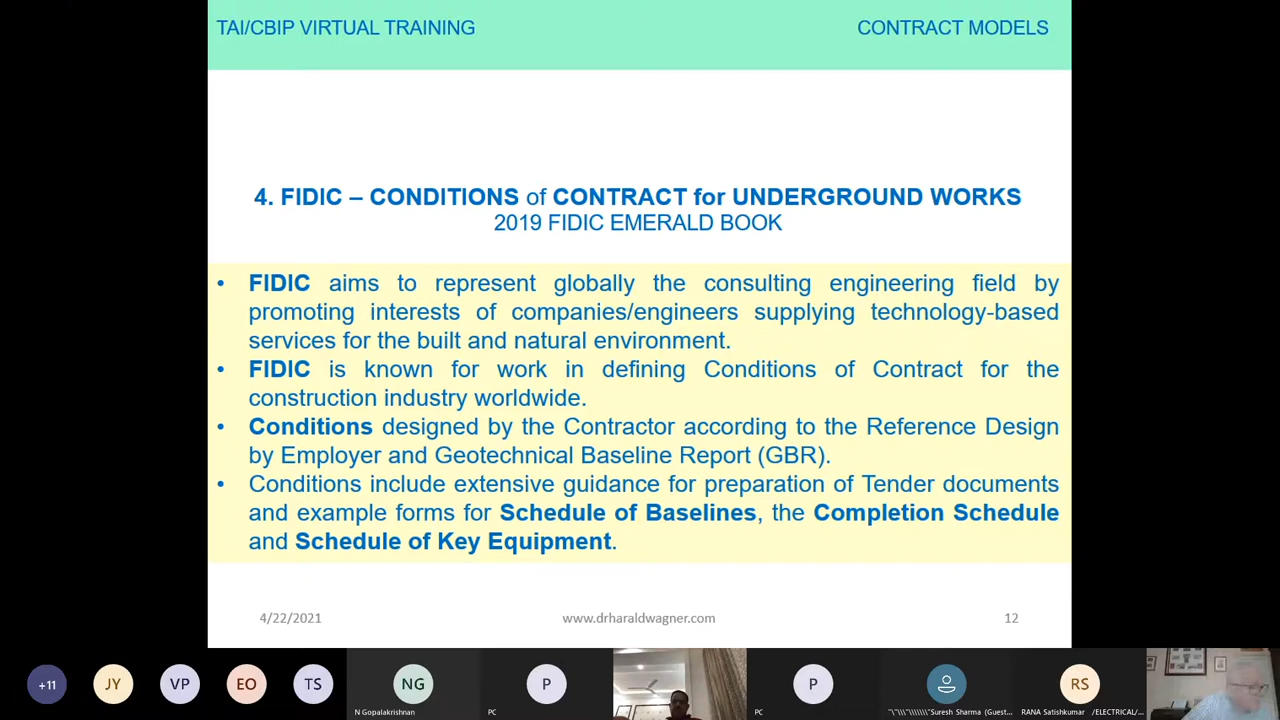 TAI/CBIP VIRTUAL TRAINING
CONTRACT MODELS
4. FIDIC – CONDITIONS of CONTRACT for UNDERGROUND WORKS
2019 FIDIC EMERALD BOOK
• FIDIC aims to represent globally the consulting engineering field by
promoting interests of companies/engineers supplying technology-based
services for the built and natural environment.
• FIDIC is known for work in defining Conditions of Contract for the
construction industry worldwide.
• Conditions designed by the Contractor according to the Reference Design
by Employer and Geotechnical Baseline Report (GBR).
• Conditions include extensive guidance for preparation of Tender documents
and example forms for Schedule of Baselines, the Completion Schedule
and Schedule of Key Equipment.
4/22/2021
www.drharaldwagner.com
12
+11
JY
VP
EO
TS
NG
N Gopalakrishnan
P
PC
P
PC
"\"\\\"\\\\\\\"Suresh Sharma (Guest...
RS
RANA Satishkumar /ELECTRICAL/...